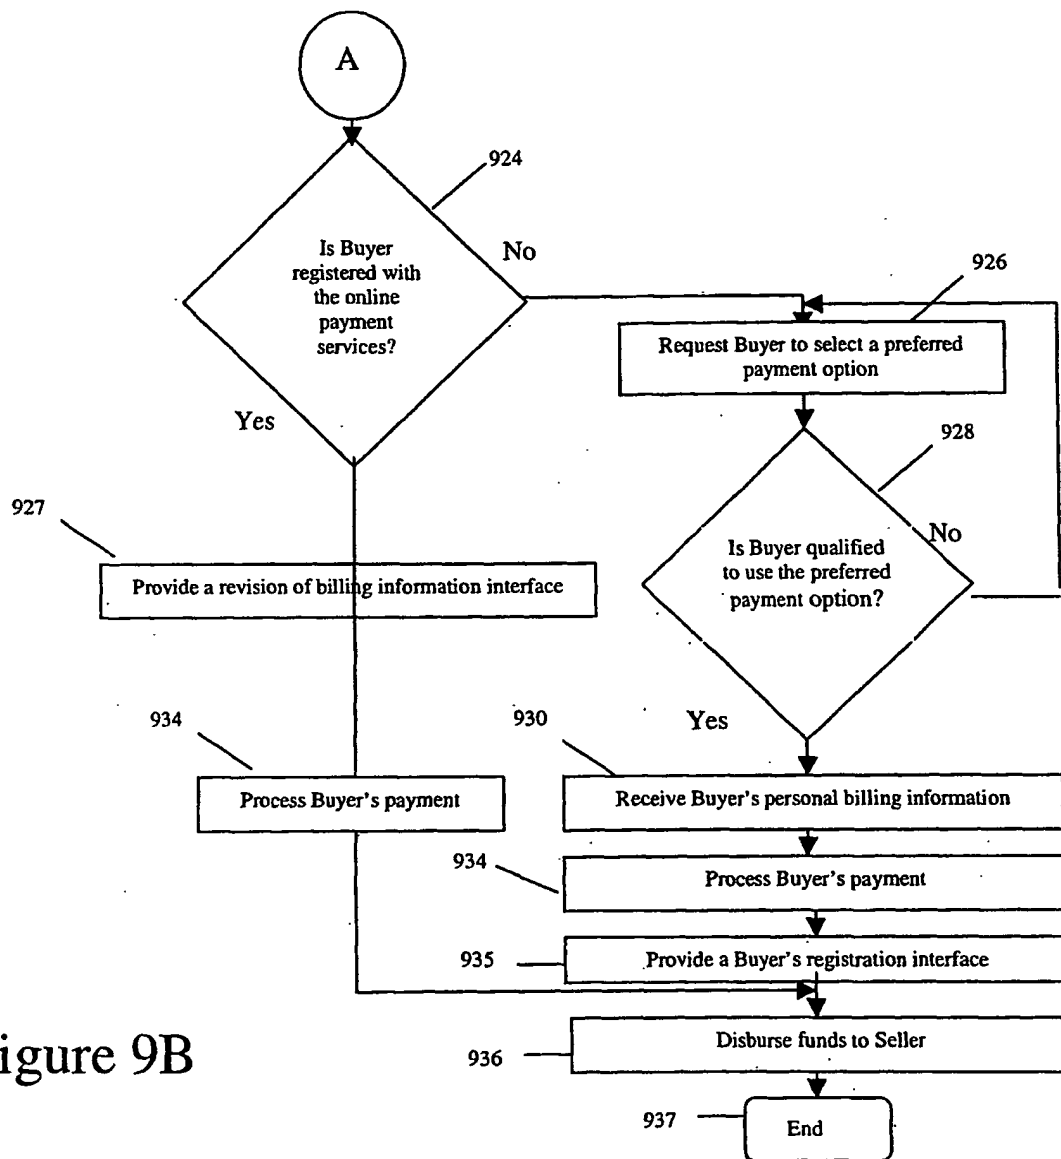 A
924
Is Buyer
registered with
the online
payment
services?
No
Yes
926
Request Buyer to select a preferred
payment option
928
Is Buyer qualified
to use the preferred
payment option?
No
Yes
927
Provide a revision of billing information interface
934
Process Buyer's payment
930
Receive Buyer's personal billing information
934
Process Buyer's payment
935
Provide a Buyer's registration interface
936
Disburse funds to Seller
937
End
igure 9B